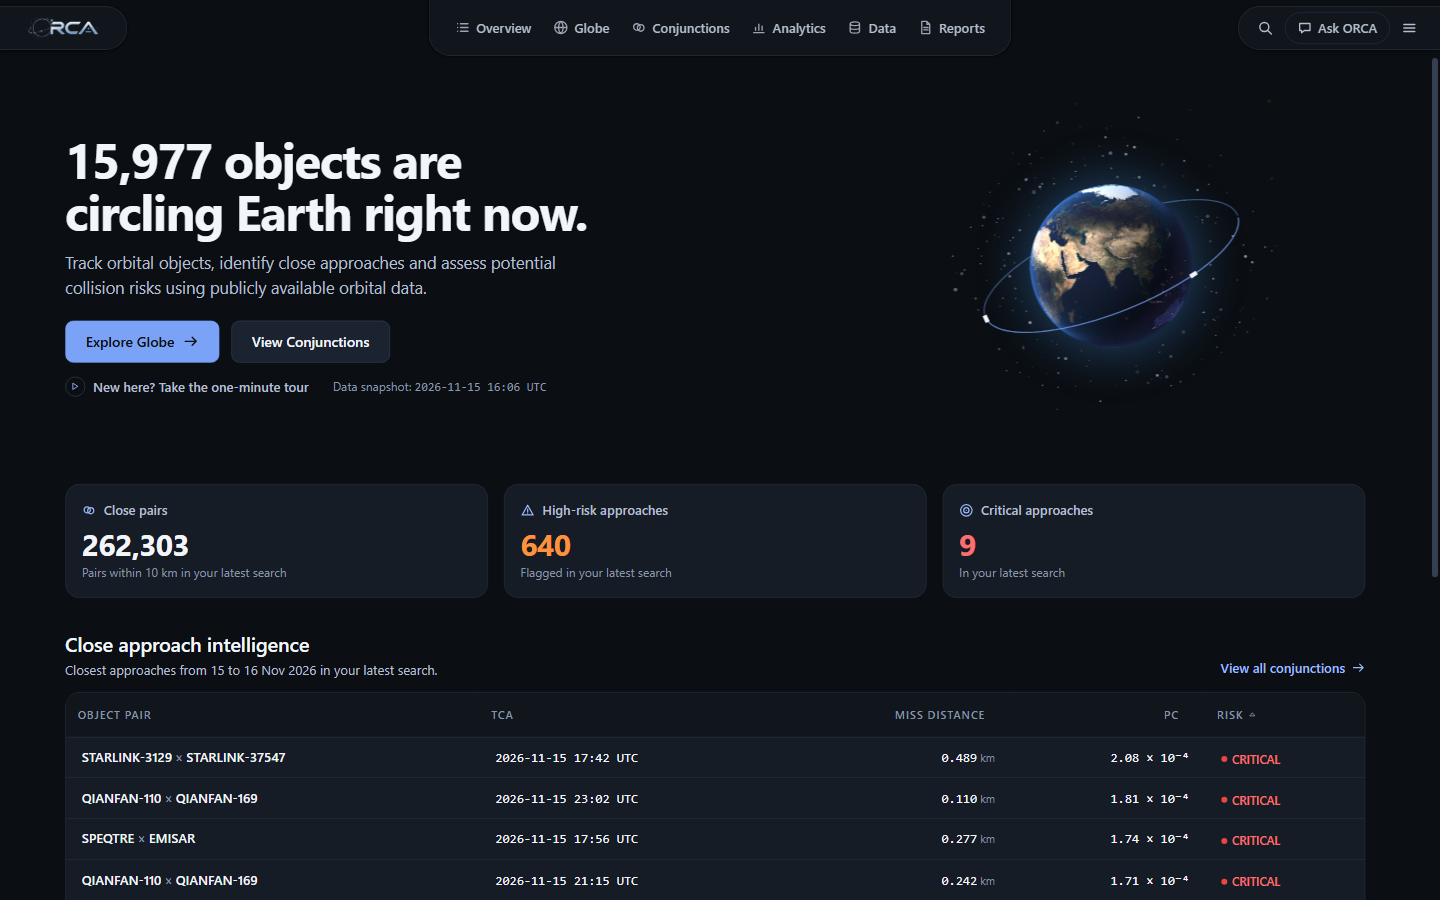 ORCA
Overview
Globe
Conjunctions
Analytics
Data
Reports
Ask ORCA
15,977 objects are
circling Earth right now.
Track orbital objects, identify close approaches and assess potential
collision risks using publicly available orbital data.
Explore Globe →
View Conjunctions
New here? Take the one-minute tour
Data snapshot: 2026-11-15 16:06 UTC
Close pairs
262,303
Pairs within 10 km in your latest search
High-risk approaches
640
Flagged in your latest search
Critical approaches
9
In your latest search
Close approach intelligence
Closest approaches from 15 to 16 Nov 2026 in your latest search.
View all conjunctions →
OBJECT PAIR TCA MISS DISTANCE PC RISK
STARLINK-3129 × STARLINK-37547 2026-11-15 17:42 UTC 0.489 km 2.08 × 10⁻⁴ CRITICAL
QIANFAN-110 × QIANFAN-169 2026-11-15 23:02 UTC 0.110 km 1.81 × 10⁻⁴ CRITICAL
SPEQTRE × EMISAR 2026-11-15 17:56 UTC 0.277 km 1.74 × 10⁻⁴ CRITICAL
QIANFAN-110 × QIANFAN-169 2026-11-15 21:15 UTC 0.242 km 1.71 × 10⁻⁴ CRITICAL